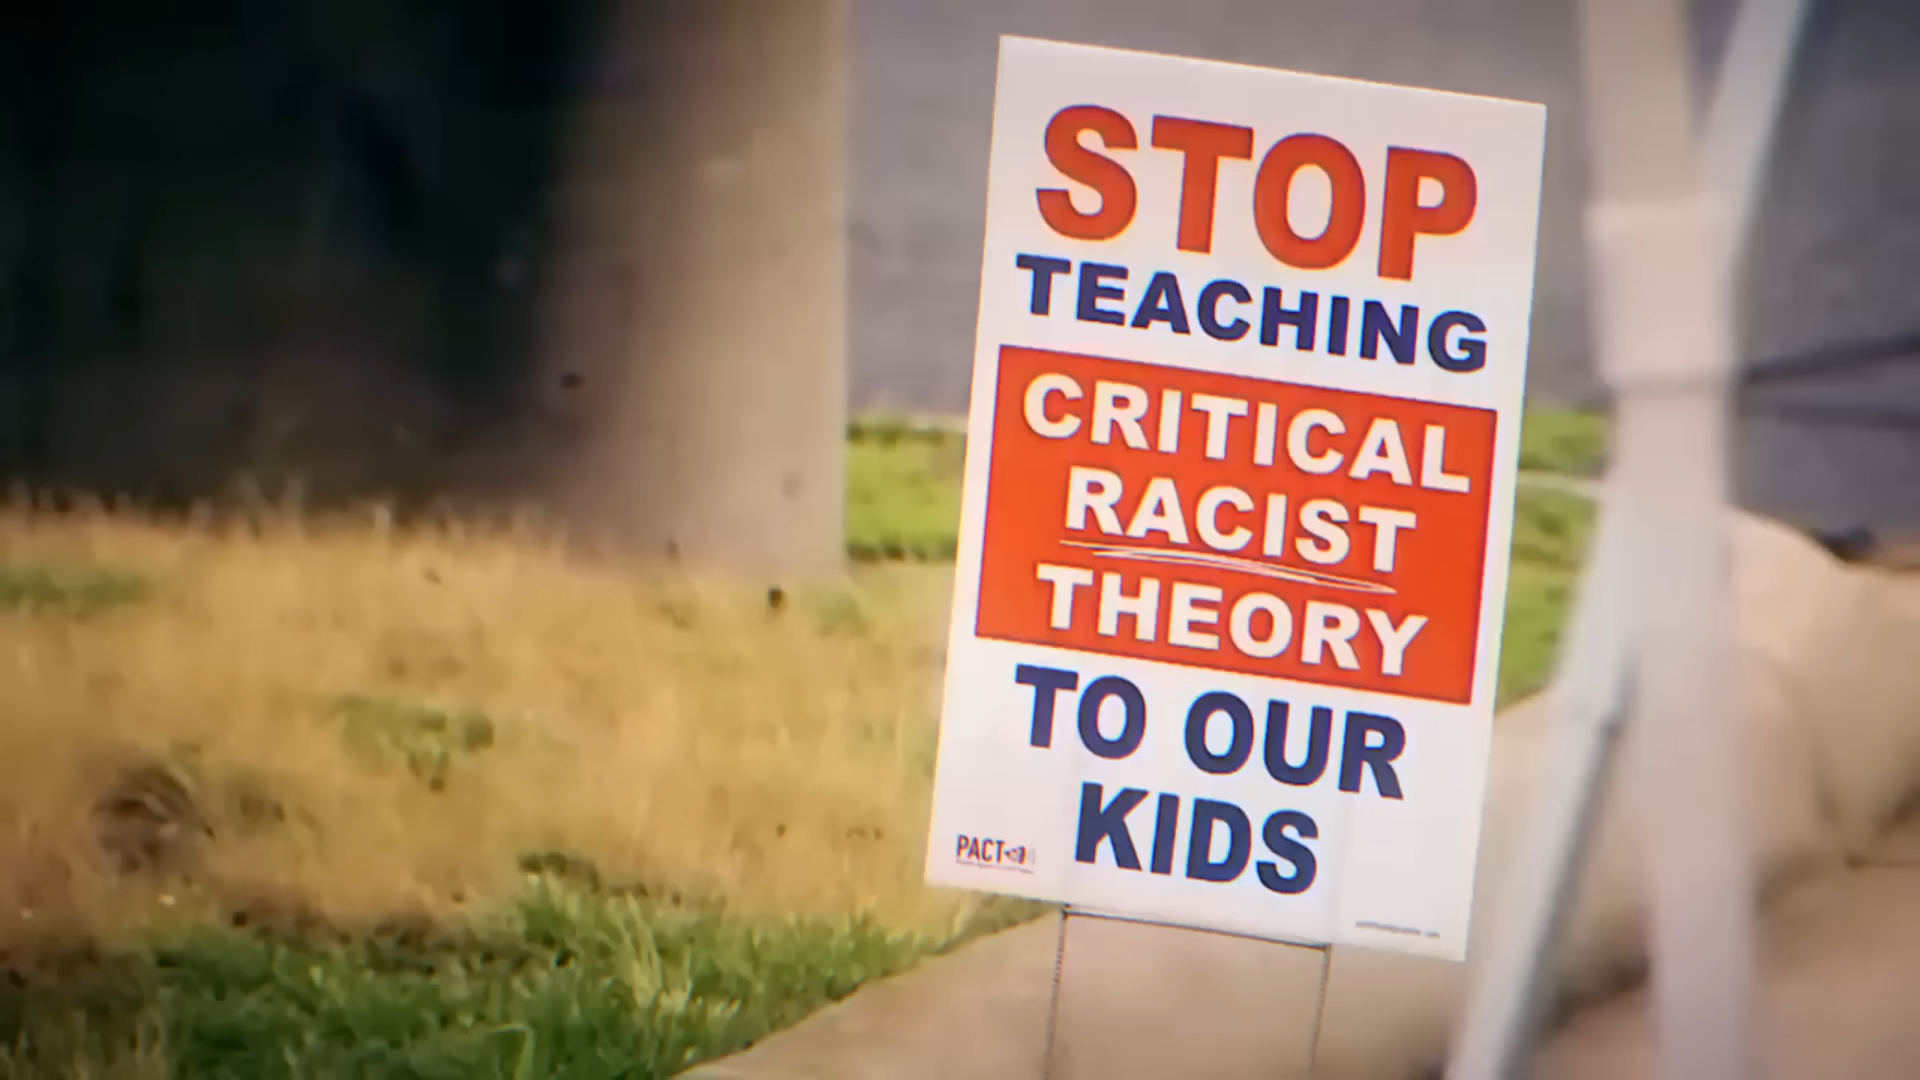 STOP
TEACHING
CRITICAL
RACIST
THEORY
TO OUR
KIDS
PACT